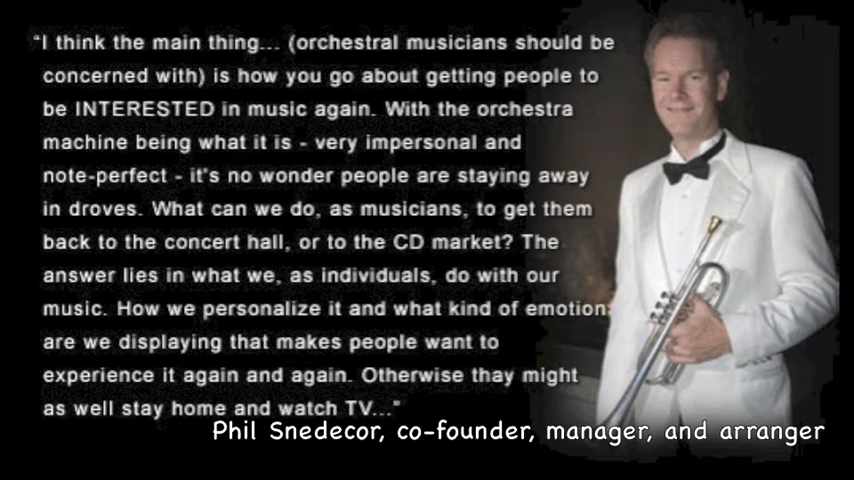 “I think the main thing... (orchestral musicians should be
concerned with) is how you go about getting people to
be INTERESTED in music again. With the orchestra
machine being what it is - very impersonal and
note-perfect - it's no wonder people are staying away
in droves. What can we do, as musicians, to get them
back to the concert hall, or to the CD market? The
answer lies in what we, as individuals, do with our
music. How we personalize it and what kind of emotions
are we displaying that makes people want to
experience it again and again. Otherwise thay might
as well stay home and watch TV...”
Phil Snedecor, co-founder, manager, and arranger